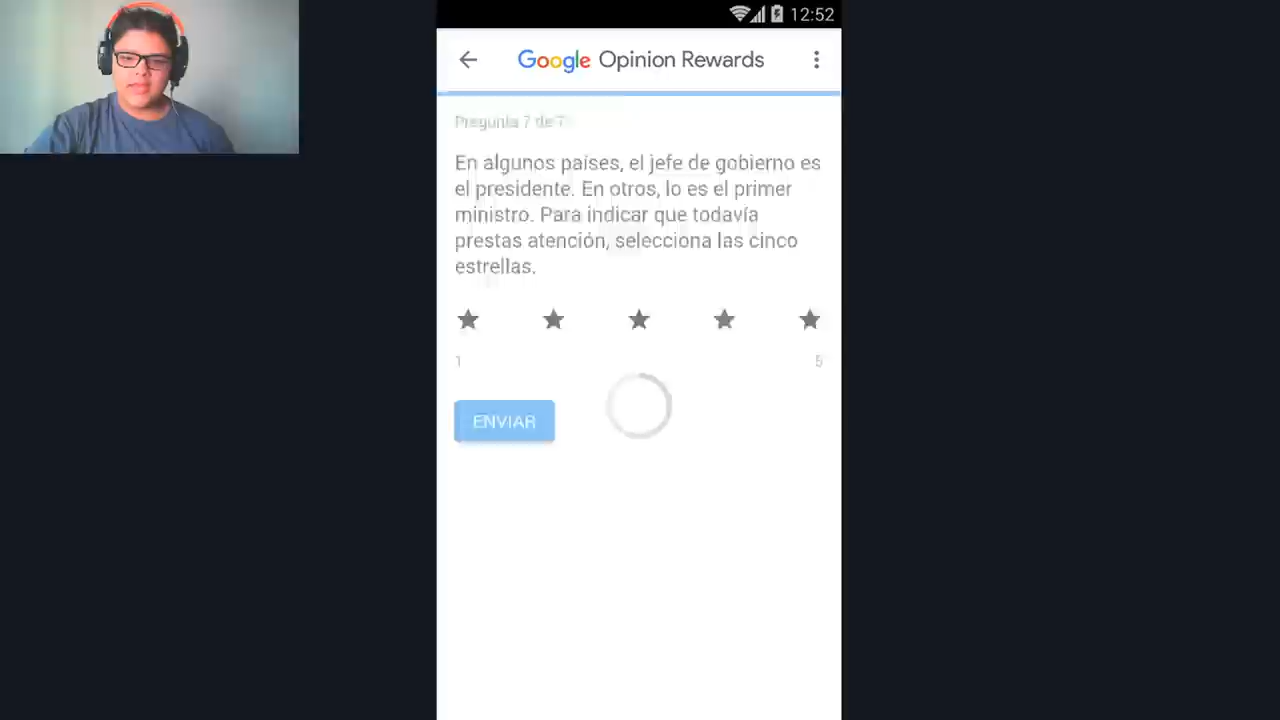 12:52
Google Opinion Rewards
Pregunta 7 de 7
En algunos países, el jefe de gobierno es
el presidente. En otros, lo es el primer
ministro. Para indicar que todavía
prestas atención, selecciona las cinco
estrellas.
1 5
ENVIAR